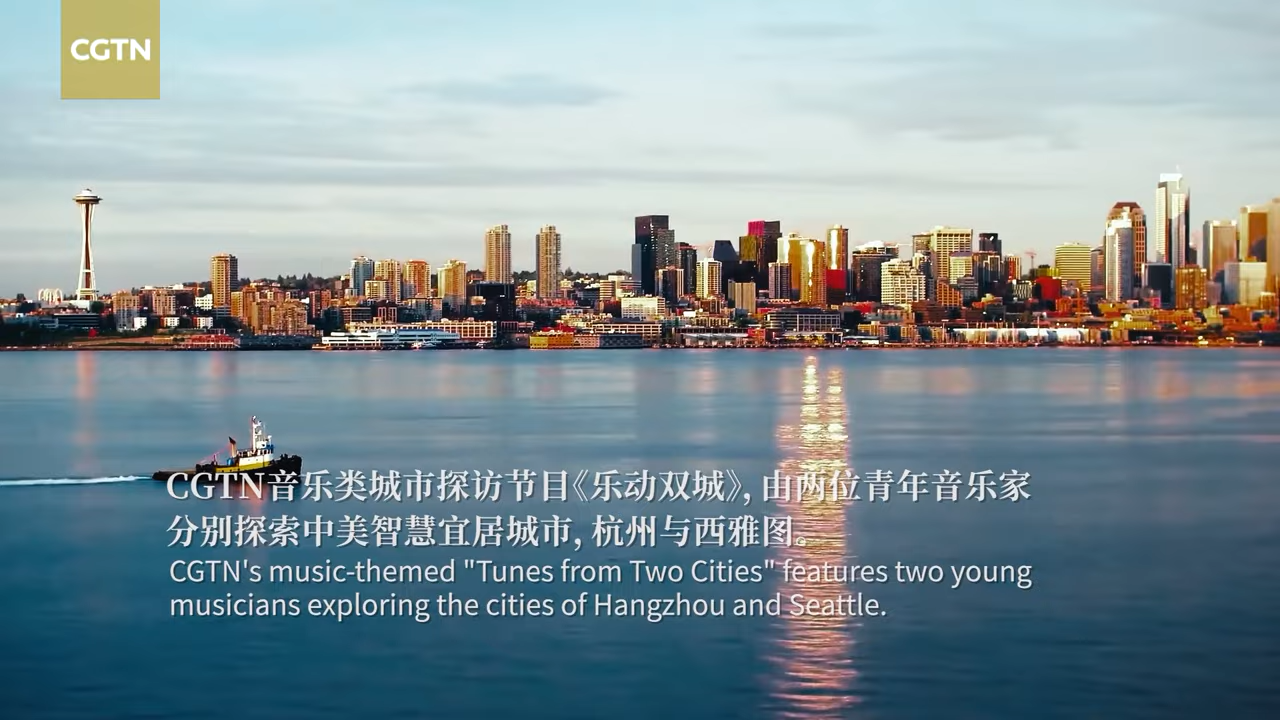 CGTN
CGTN音乐类城市探访节目《乐动双城》, 由两位青年音乐家
分别探索中美智慧宜居城市, 杭州与西雅图。
CGTN's music-themed "Tunes from Two Cities" features two young
musicians exploring the cities of Hangzhou and Seattle.